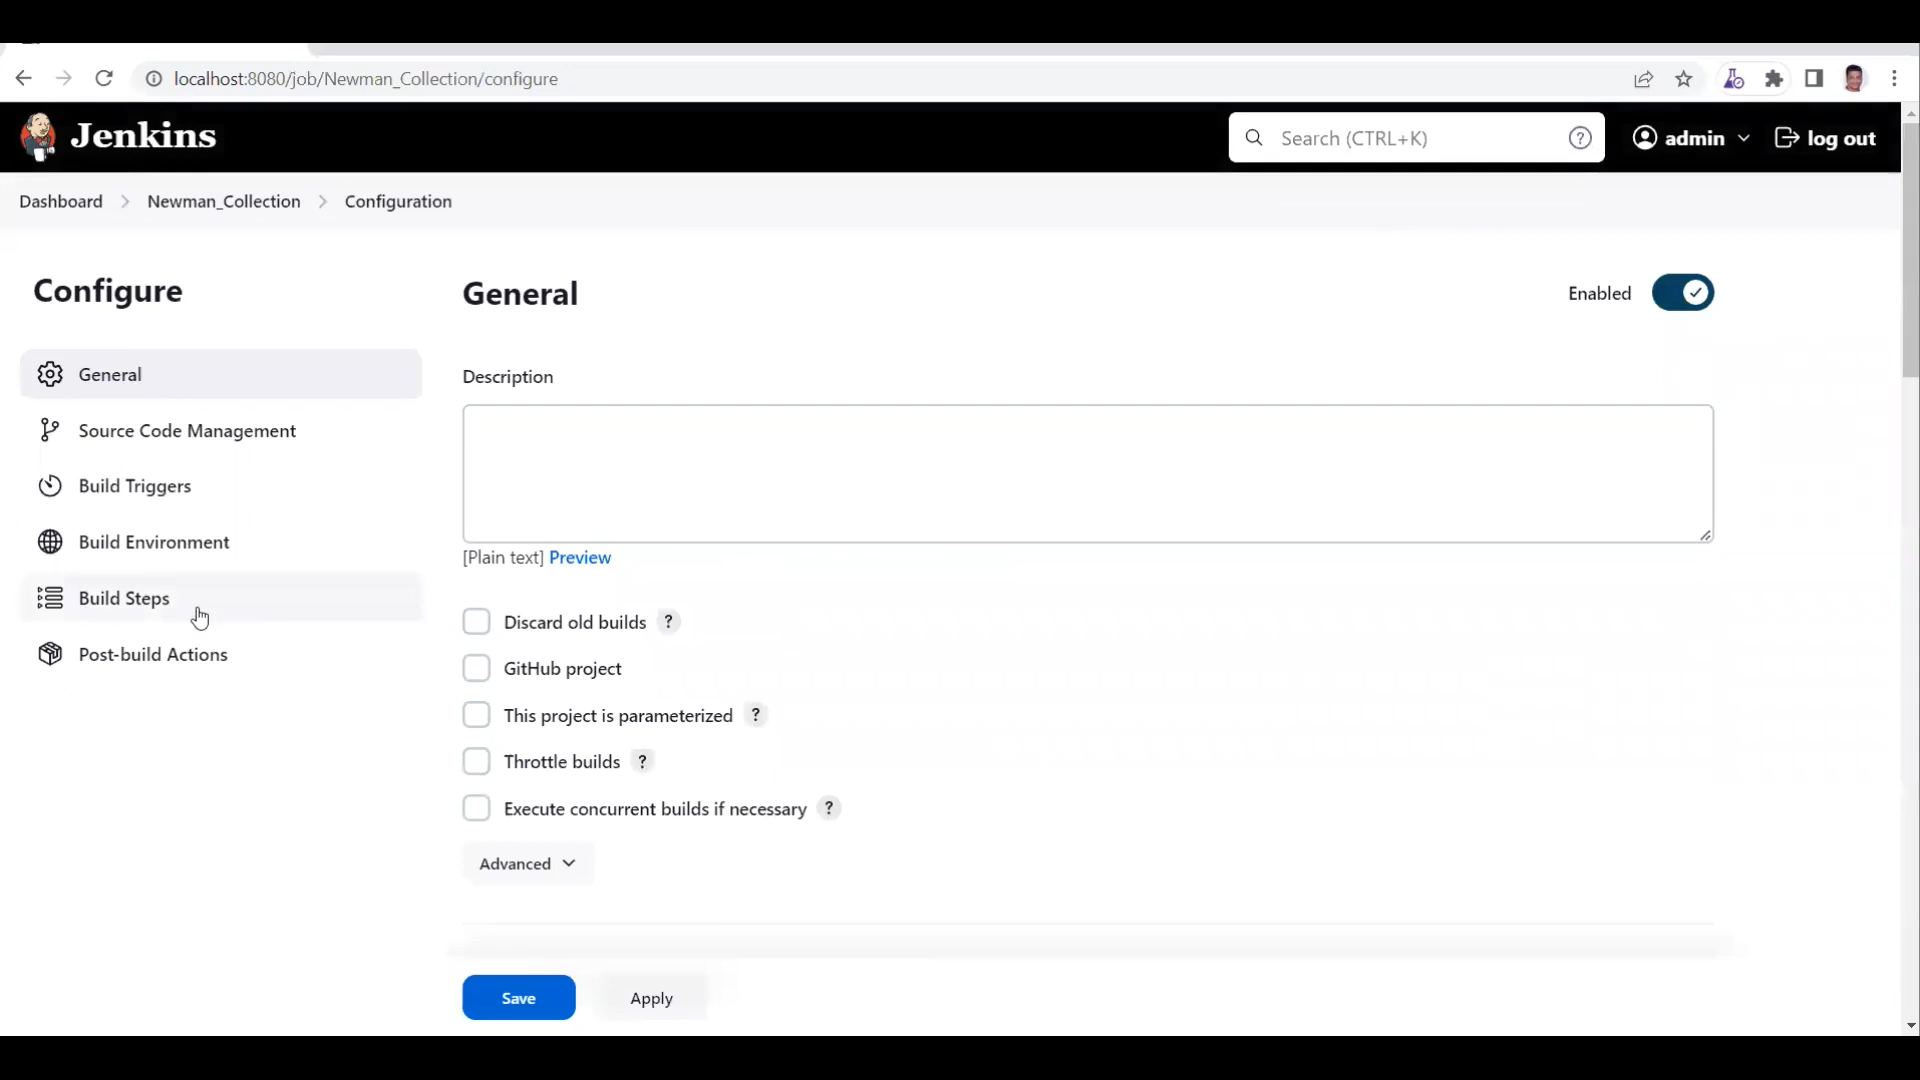 localhost:8080/job/Newman_Collection/configure
Jenkins
Search (CTRL+K)
?
admin
log out
Dashboard
Newman_Collection
Configuration
Configure
General
Enabled
General
Description
Source Code Management
Build Triggers
Build Environment
[Plain text] Preview
Build Steps
Discard old builds ?
Post-build Actions
GitHub project
This project is parameterized ?
Throttle builds ?
Execute concurrent builds if necessary ?
Advanced
Save
Apply